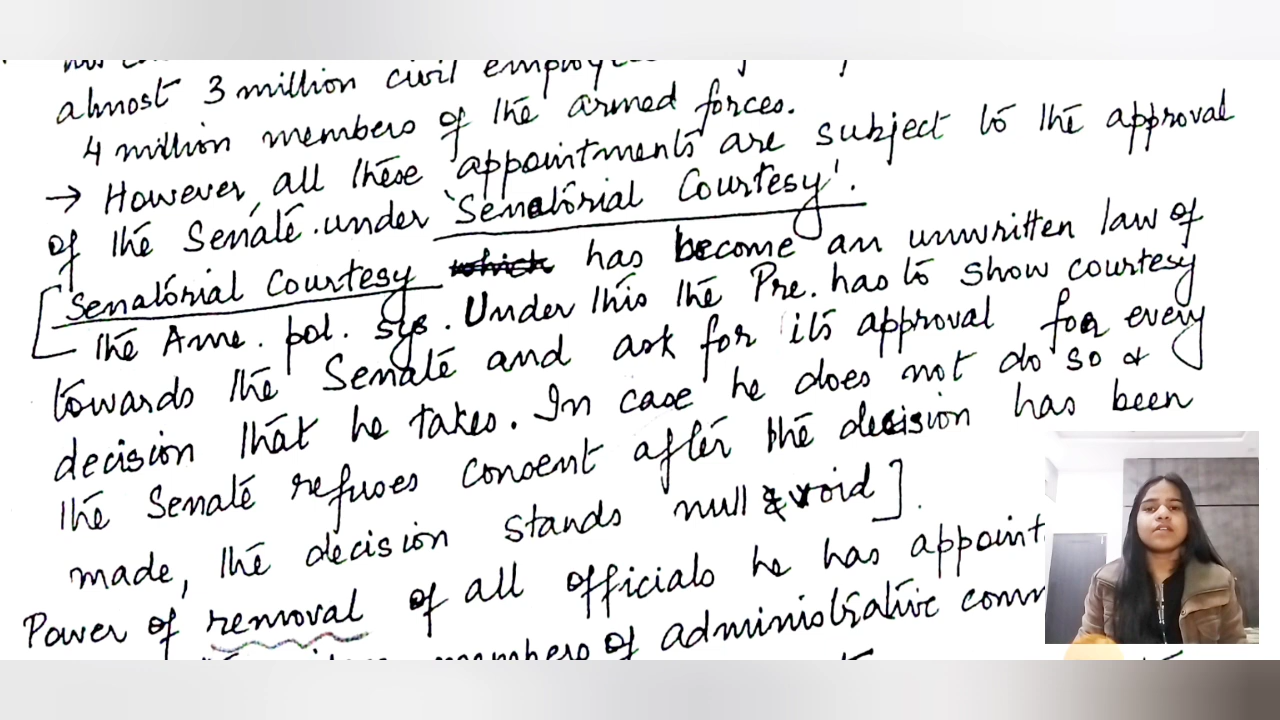 almost 3 million civil
4 million members of the armed forces.
→ However, all these appointments are subject to the approval
of the Senate. under 'Senatorial Courtesy'.
[Senatorial Courtesy which has become an unwritten law of
the Ame. pol. sys. Under this the Pre. has to show courtesy
towards the Senate and ask for its approval for every
decision that he takes. In case he does not do so &
the Senate refuses consent after the decision has been
made, the decision stands null & void].
Power of removal of all officials he has appoint
members of administrative comm